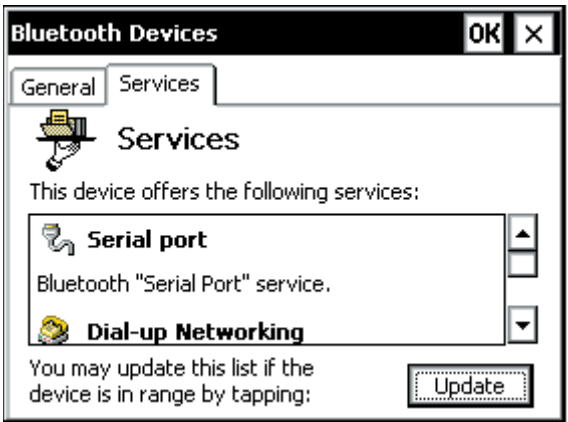 Bluetooth Devices OK ×
General Services
Services
This device offers the following services:
Serial port
Bluetooth "Serial Port" service.
Dial-up Networking
You may update this list if the
device is in range by tapping:
Update